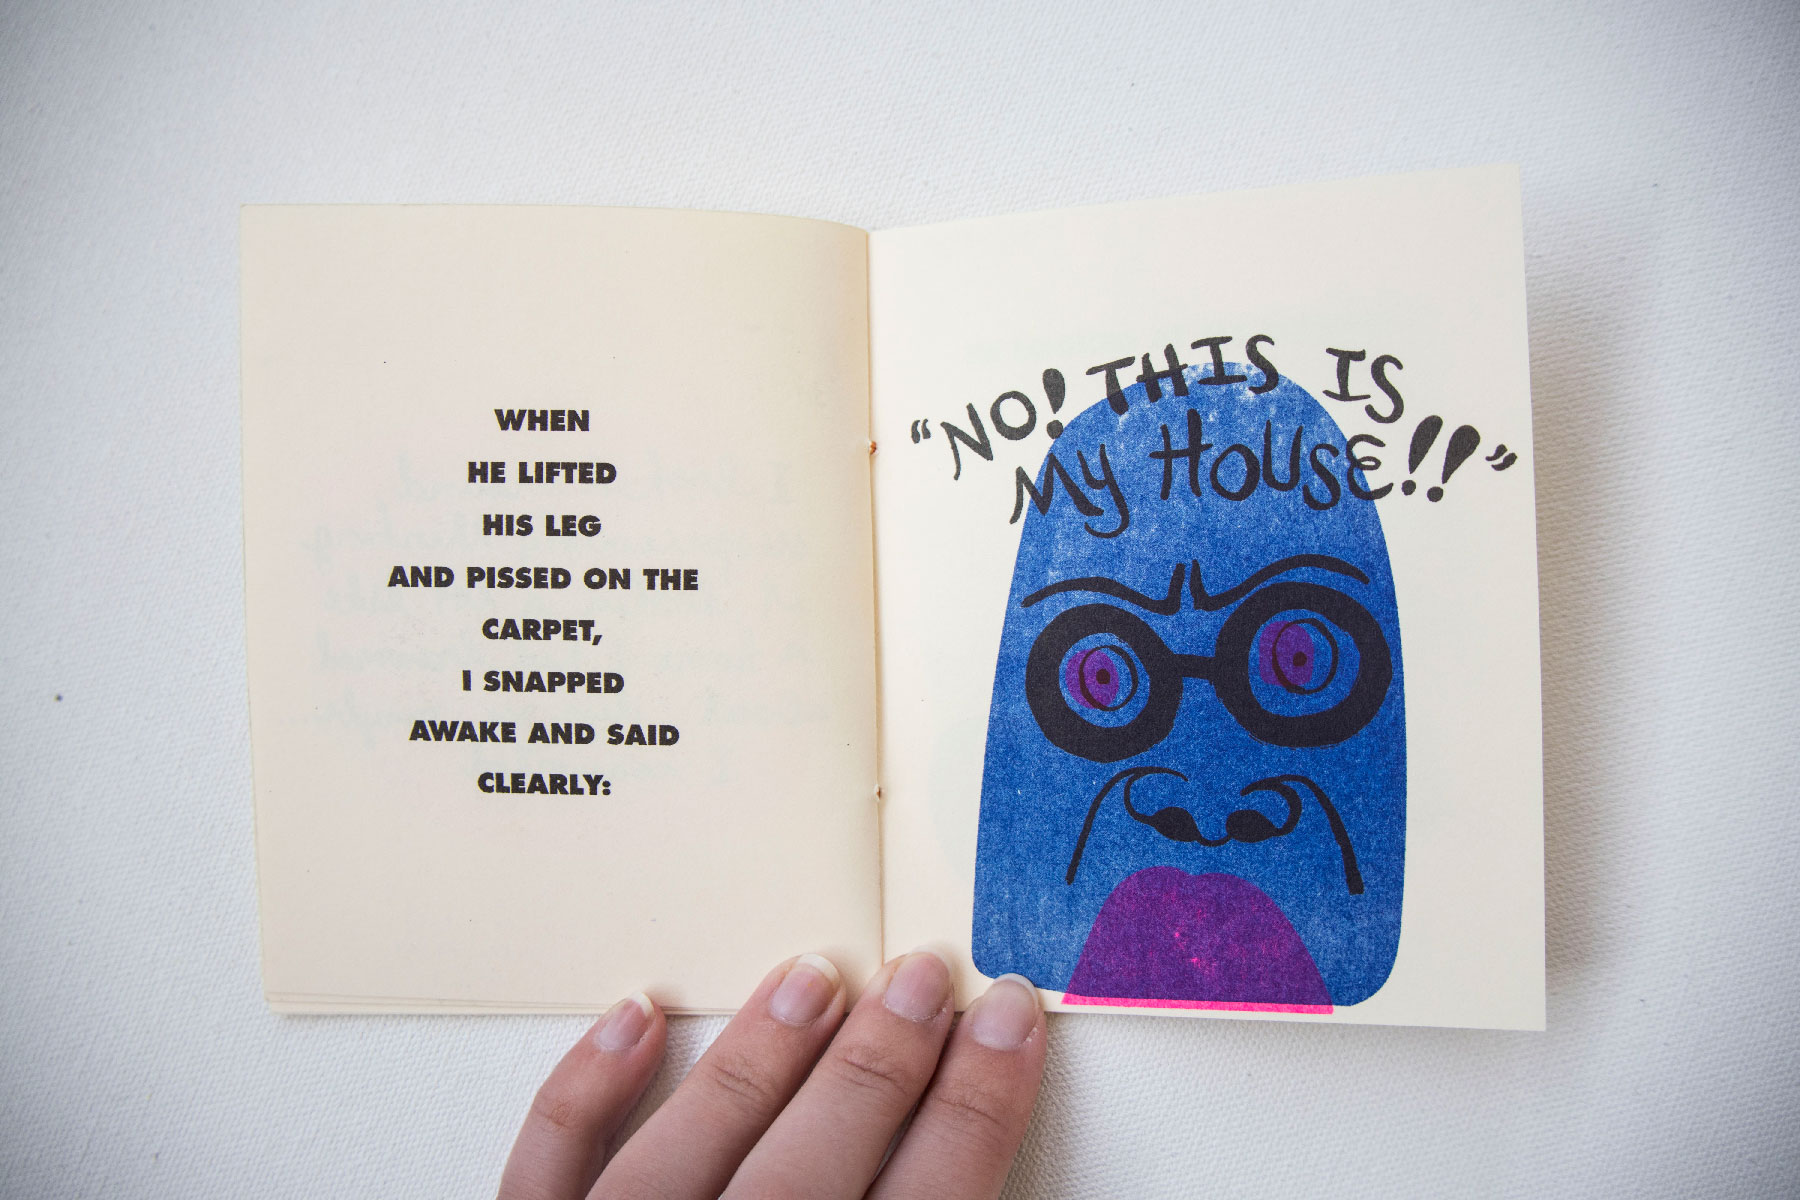 WHEN
HE LIFTED
HIS LEG
AND PISSED ON THE
CARPET,
I SNAPPED
AWAKE AND SAID
CLEARLY:
“NO! THIS IS
MY HOUSE!!”